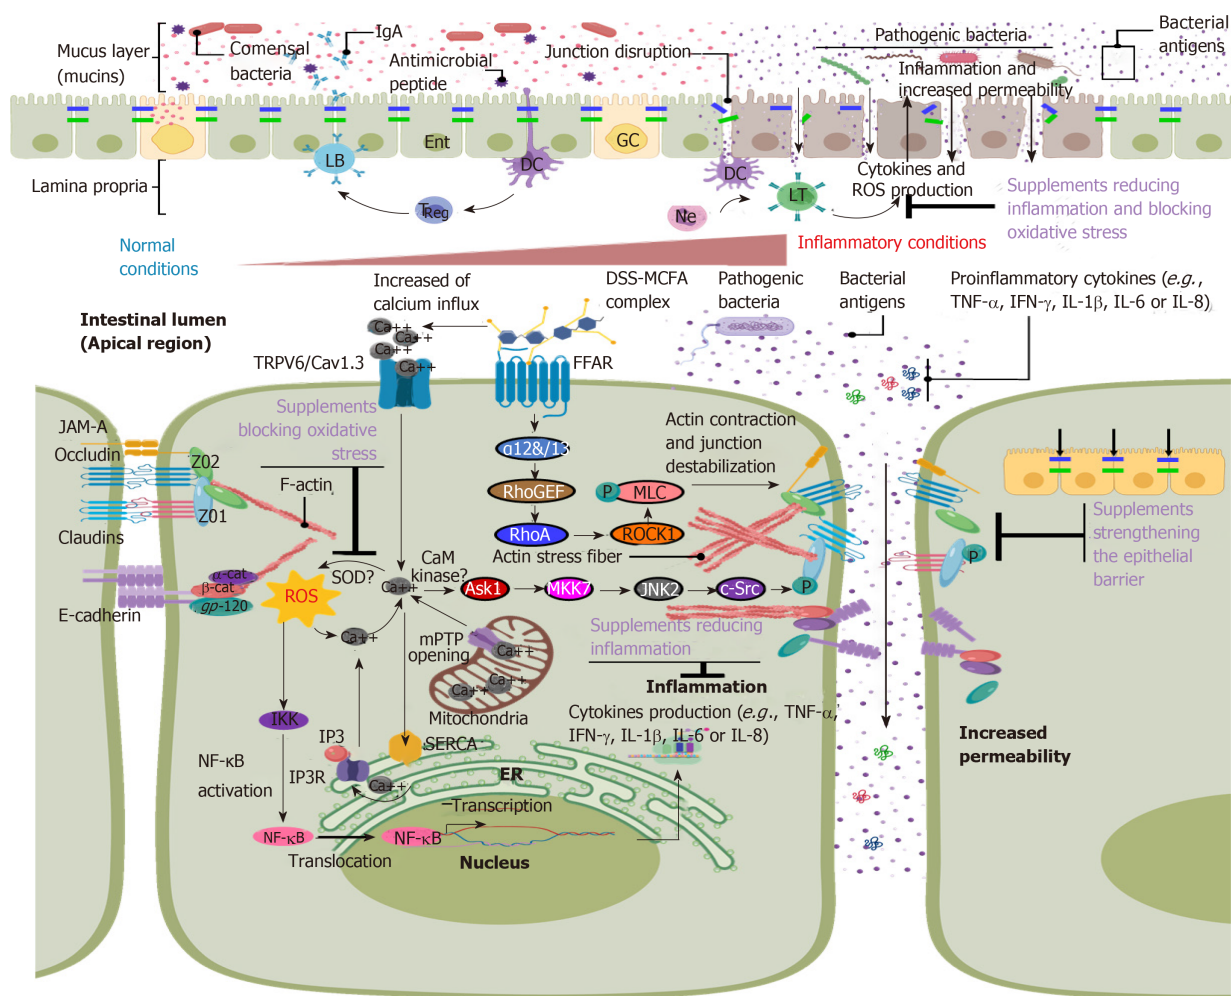 Mucus layer
(mucins)
Comensal
bacteria
IgA
Antimicrobial
peptide
Junction disruption
Pathogenic bacteria
Inflammation and
increased permeability
Bacterial
antigens
Ent
GC
LB
DC
DC
LT
TReg
Ne
Lamina propria
Cytokines and
ROS production
Supplements reducing
inflammation and blocking
oxidative stress
Normal
conditions
Inflammatory conditions
Intestinal lumen
(Apical region)
Increased of
calcium influx
DSS-MCFA
complex
Pathogenic
bacteria
Bacterial
antigens
Proinflammatory cytokines (e.g.,
TNF-α, IFN-γ, IL-1β, IL-6 or IL-8)
Ca++
Ca++
Ca++
Ca++
TRPV6/Cav1.3
FFAR
Supplements
blocking oxidative
stress
JAM-A
Occludin
Z02
Z01
Claudins
F-actin
α-cat
β-cat
gp-120
E-cadherin
α12&/13
RhoGEF
RhoA
ROCK1
P
MLC
Actin contraction
and junction
destabilization
Actin stress fiber
ROS
SOD?
Ca++
CaM
kinase?
Ask1
MKK7
JNK2
c-Src
P
P
Supplements
strengthening
the epithelial
barrier
Ca++
mPTP
opening
Ca++
Ca++
Ca++
Mitochondria
Supplements reducing
inflammation
Inflammation
Cytokines production (e.g., TNF-α,
IFN-γ, IL-1β, IL-6 or IL-8)
Increased
permeability
IKK
NF-κB
activation
IP3
IP3R
SERCA
Ca++
ER
Transcription
NF-κB
NF-κB
Translocation
Nucleus